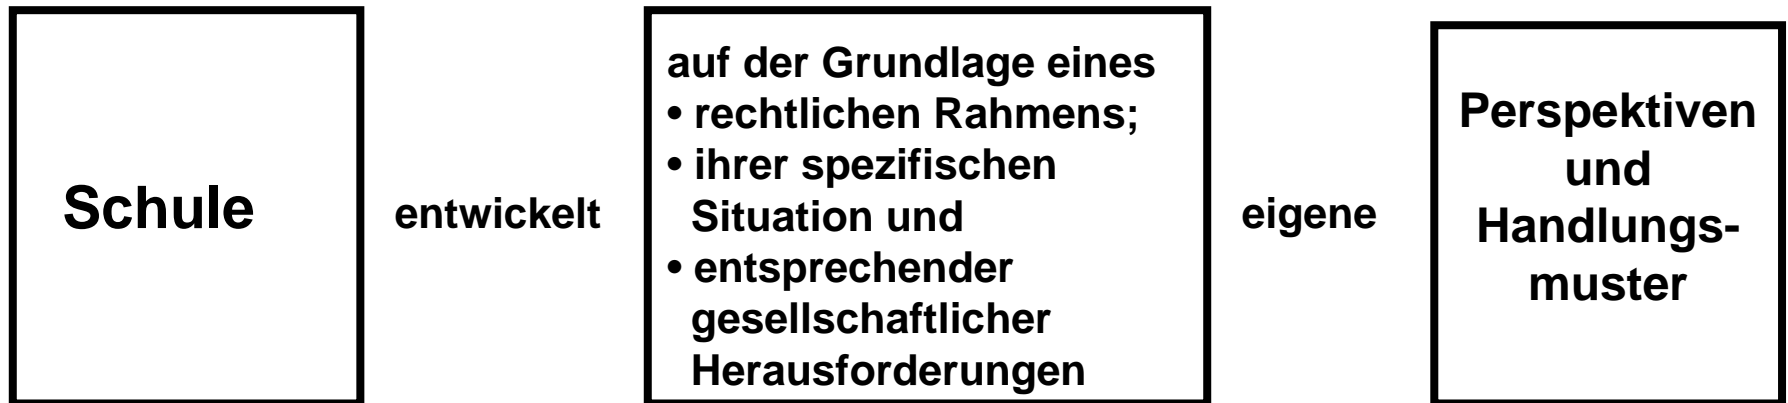 Schule
entwickelt
auf der Grundlage eines
• rechtlichen Rahmens;
• ihrer spezifischen
Situation und
• entsprechender
gesellschaftlicher
Herausforderungen
eigene
Perspektiven
und
Handlungs-
muster